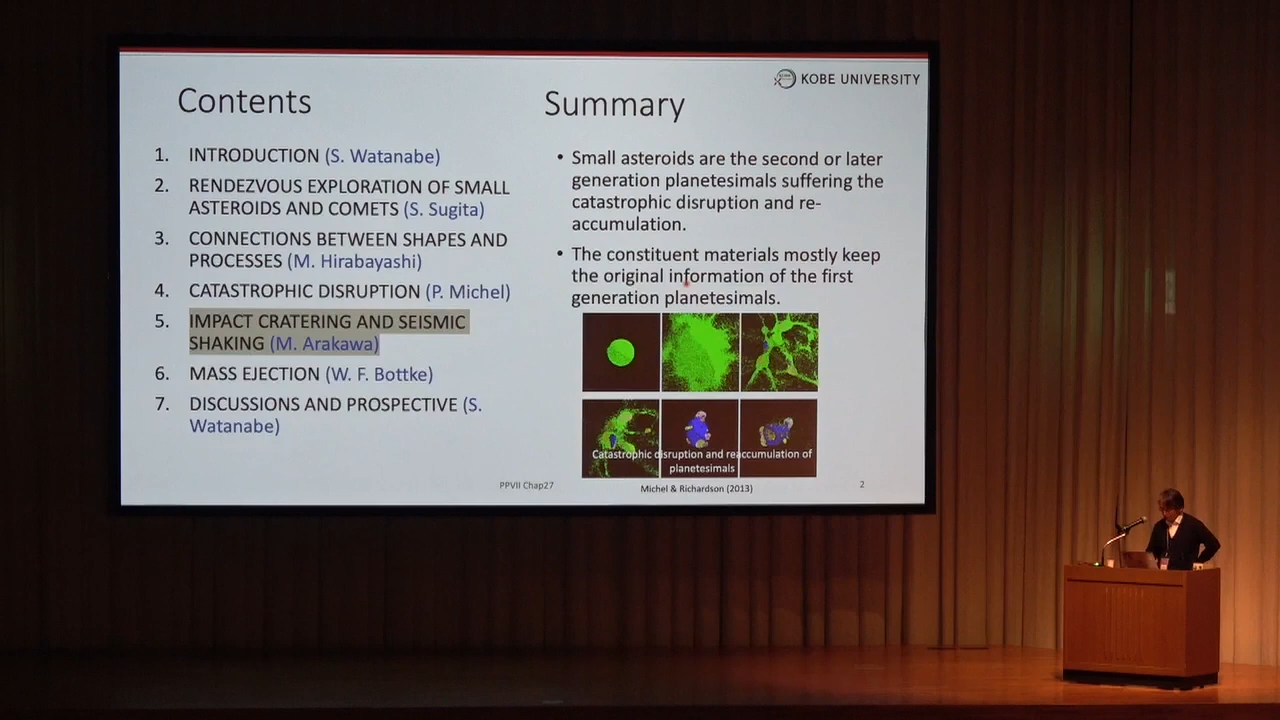 KOBE UNIVERSITY
Contents
1. INTRODUCTION (S. Watanabe)
2. RENDEZVOUS EXPLORATION OF SMALL
ASTEROIDS AND COMETS (S. Sugita)
3. CONNECTIONS BETWEEN SHAPES AND
PROCESSES (M. Hirabayashi)
4. CATASTROPHIC DISRUPTION (P. Michel)
5. IMPACT CRATERING AND SEISMIC
SHAKING (M. Arakawa)
6. MASS EJECTION (W. F. Bottke)
7. DISCUSSIONS AND PROSPECTIVE (S.
Watanabe)
Summary
• Small asteroids are the second or later
generation planetesimals suffering the
catastrophic disruption and re-
accumulation.
• The constituent materials mostly keep
the original information of the first
generation planetesimals.
Catastrophic disruption and reaccumulation of
planetesimals
Michel & Richardson (2013)
PPVII Chap27
2